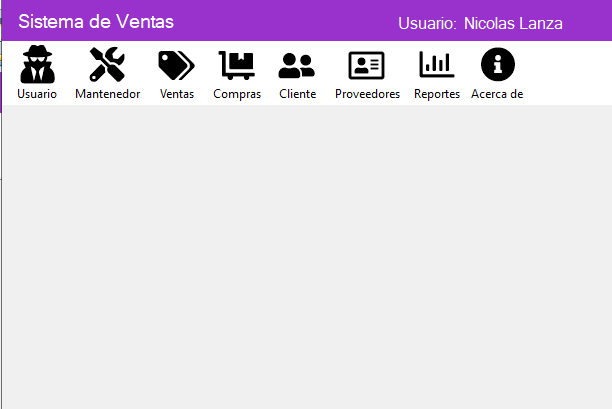 Sistema de Ventas
Usuario: Nicolas Lanza
Usuario
Mantenedor
Ventas
Compras
Cliente
Proveedores
Reportes
Acerca de